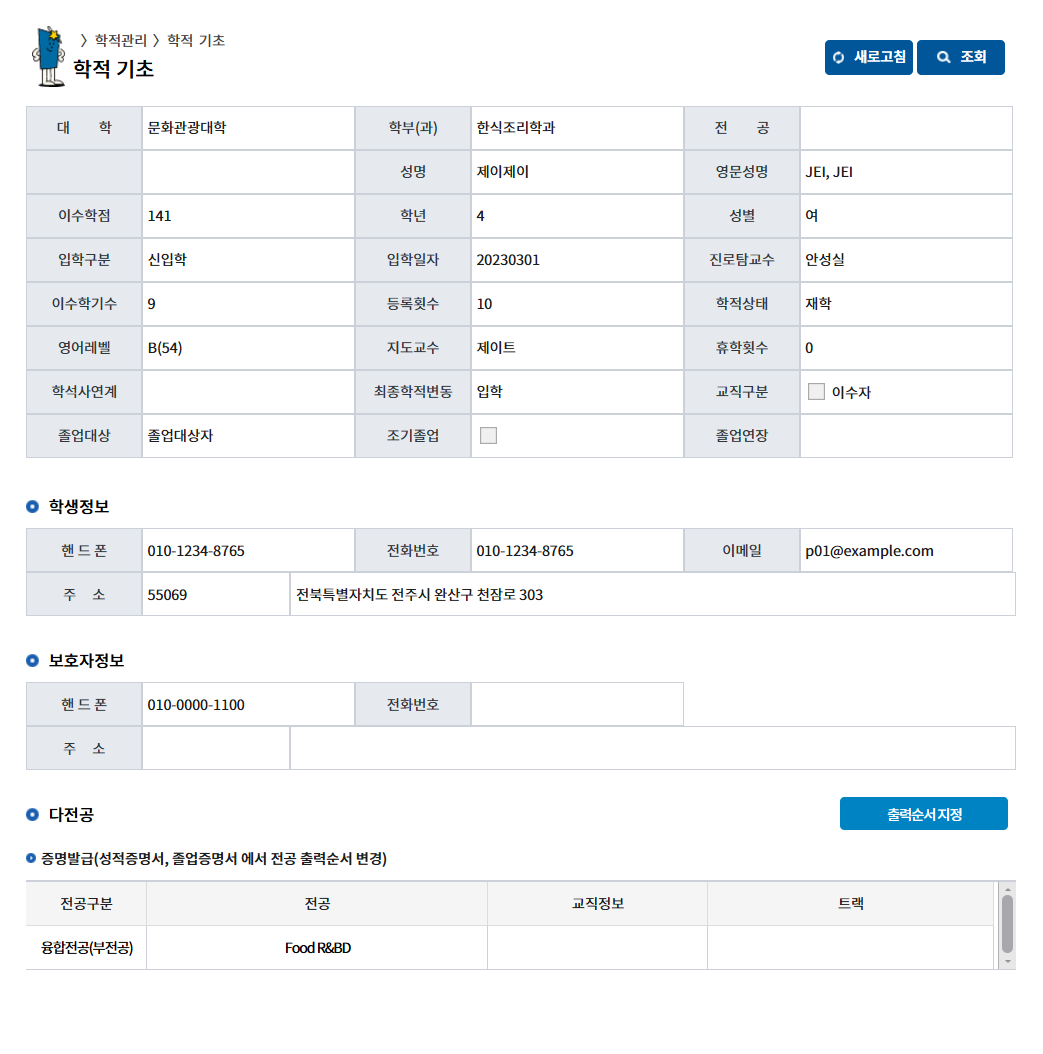 〉 학적관리 〉 학적 기초
학적 기초
새로고침 조회
대 학 문화관광대학 학부(과) 한식조리학과 전 공
성명 제이제이 영문성명 JEI, JEI
이수학점 141 학년 4 성별 여
입학구분 신입학 입학일자 20230301 진로탐교수 안성실
이수학기수 9 등록횟수 10 학적상태 재학
영어레벨 B(54) 지도교수 제이트 휴학횟수 0
학석사연계 최종학적변동 입학 교직구분 이수자
졸업대상 졸업대상자 조기졸업 졸업연장
학생정보
핸 드 폰 010-1234-8765 전화번호 010-1234-8765 이메일 p01@example.com
주 소 55069 전북특별자치도 전주시 완산구 천잠로 303
보호자정보
핸 드 폰 010-0000-1100 전화번호
주 소
다전공 출력순서지정
증명발급(성적증명서, 졸업증명서 에서 전공 출력순서 변경)
전공구분 전공 교직정보 트랙
융합전공(부전공) Food R&BD